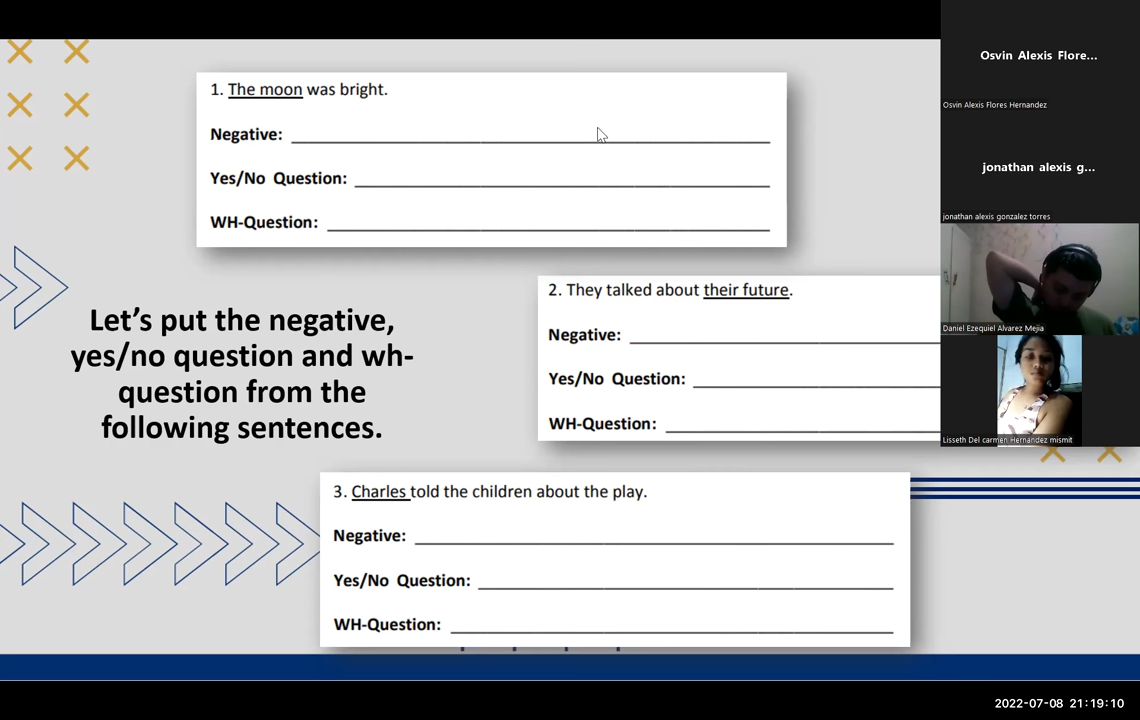 1. The moon was bright.
Negative:
Yes/No Question:
WH-Question:
Let's put the negative,
yes/no question and wh-
question from the
following sentences.
2. They talked about their future.
Negative:
Yes/No Question:
WH-Question:
3. Charles told the children about the play.
Negative:
Yes/No Question:
WH-Question:
Osvin Alexis Flore...
Osvin Alexis Flores Hernandez
jonathan alexis g...
jonathan alexis gonzalez torres
Daniel Ezequiel Alvarez Mejia
Lisseth Del carmen Hernández mismit
2022-07-08 21:19:10